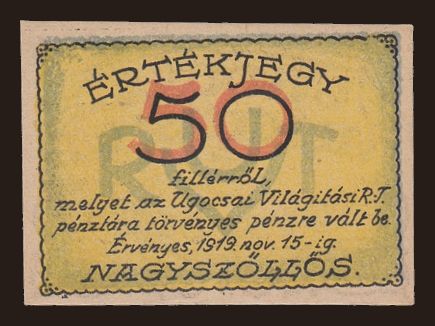 ÉRTÉKJEGY
50
fillérről,
melyet az Ugocsai Világitási R.T.
pénztára törvényes pénzre vált be.
Érvényes, 1919. nov. 15-ig.
NAGYSZŐLLŐS.